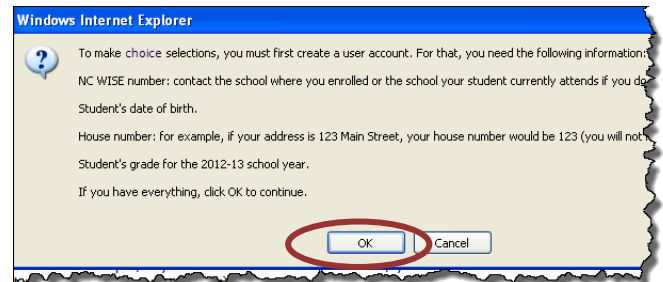 Windows Internet Explorer
To make choice selections, you must first create a user account. For that, you need the following information:
NC WISE number: contact the school where you enrolled or the school your student currently attends if you
Student's date of birth.
House number: for example, if your address is 123 Main Street, your house number would be 123 (you will not
Student's grade for the 2012-13 school year.
If you have everything, click OK to continue.
OK
Cancel